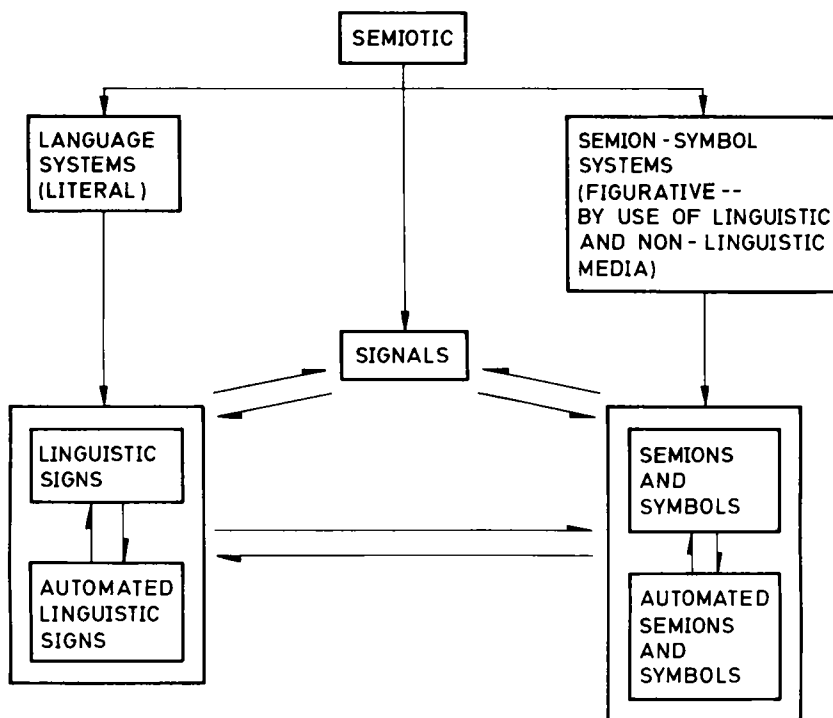 SEMIOTIC
LANGUAGE
SYSTEMS
(LITERAL)
SEMION-SYMBOL
SYSTEMS
(FIGURATIVE--
BY USE OF LINGUISTIC
AND NON-LINGUISTIC
MEDIA)
SIGNALS
LINGUISTIC
SIGNS
AUTOMATED
LINGUISTIC
SIGNS
SEMIONS
AND
SYMBOLS
AUTOMATED
SEMIONS
AND
SYMBOLS